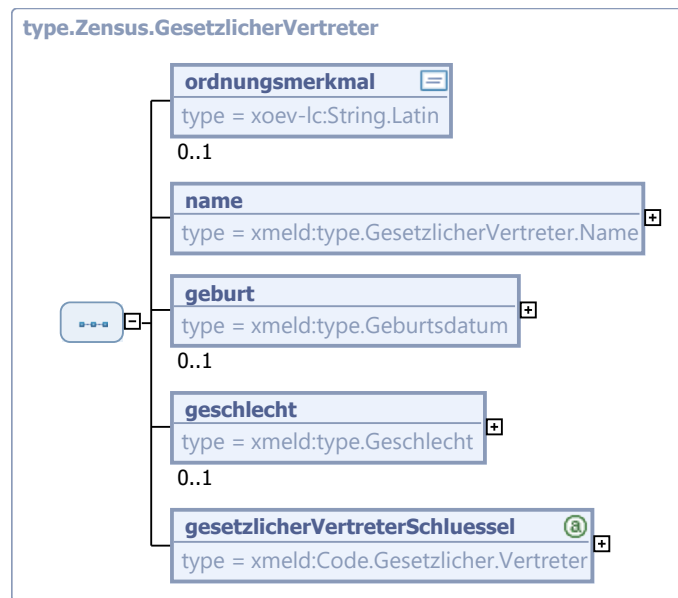 type.Zensus.GesetzlicherVertreter
ordnungsmerkmal
type = xoev-lc:String.Latin
0..1
name
type = xmeld:type.GesetzlicherVertreter.Name
geburt
type = xmeld:type.Geburtsdatum
0..1
geschlecht
type = xmeld:type.Geschlecht
0..1
gesetzlicherVertreterSchluessel
a
type = xmeld:Code.Gesetzlicher.Vertreter